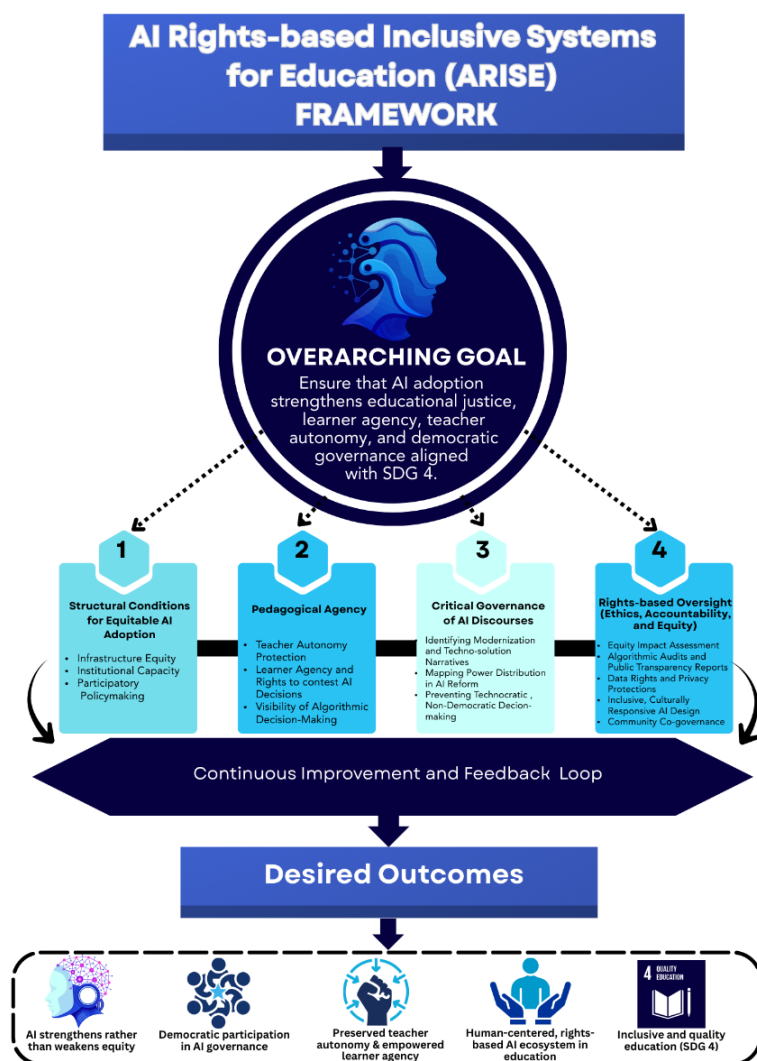 AI Rights-based Inclusive Systems
for Education (ARISE)
FRAMEWORK
OVERARCHING GOAL
Ensure that AI adoption
strengthens educational justice,
learner agency, teacher
autonomy, and democratic
governance aligned
with SDG 4.
1
Structural Conditions
for Equitable AI
Adoption
• Infrastructure Equity
• Institutional Capacity
• Participatory
Policymaking
2
Pedagogical Agency
• Teacher Autonomy
Protection
• Learner Agency and
Rights to contest AI
Decisions
• Visibility of Algorithmic
Decision-Making
3
Critical Governance
of AI Discourses
• Identifying Modernization
and Techno-solution
Narratives
• Mapping Power Distribution
in AI Reform
• Preventing Technocratic ,
Non-Democratic Decion-
making
4
Rights-based Oversight
(Ethics, Accountability,
and Equity)
• Equity Impact Assessment
• Algorithmic Audits and
Public Transparency Reports
• Data Rights and Privacy
Protections
• Inclusive, Culturally
Responsive AI Design
• Community Co-governance
Continuous Improvement and Feedback Loop
Desired Outcomes
AI strengthens rather
than weakens equity
Democratic participation
in AI governance
Preserved teacher
autonomy & empowered
learner agency
Human-centered, rights-
based AI ecosystem in
education
4 QUALITY
EDUCATION
Inclusive and quality
education (SDG 4)